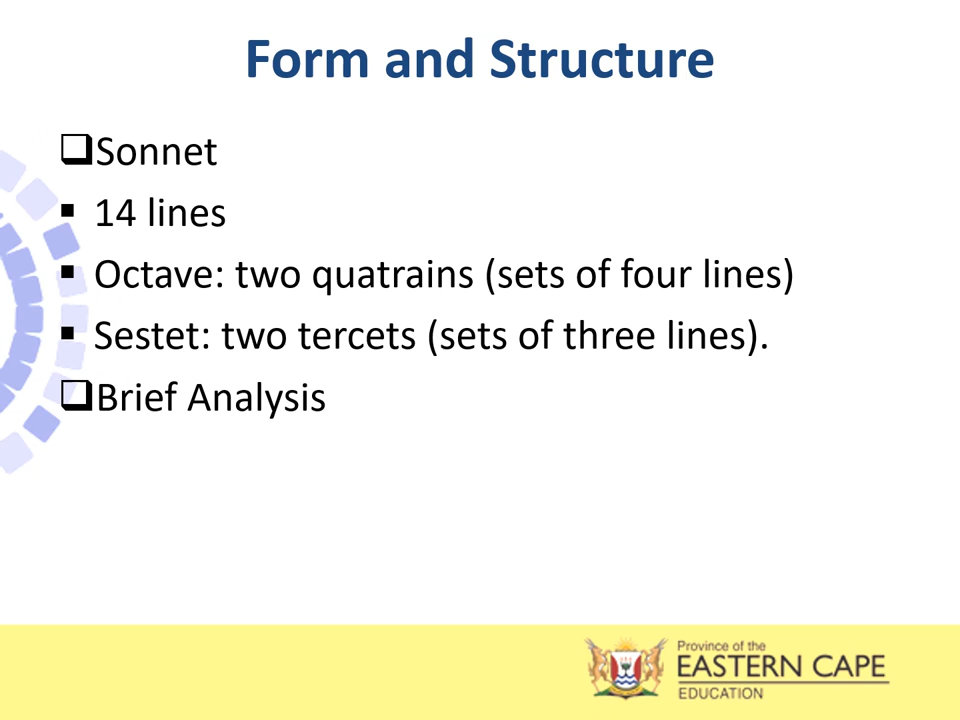 Form and Structure
❑Sonnet
▪ 14 lines
▪ Octave: two quatrains (sets of four lines)
▪ Sestet: two tercets (sets of three lines).
❑Brief Analysis
Province of the
EASTERN CAPE
EDUCATION